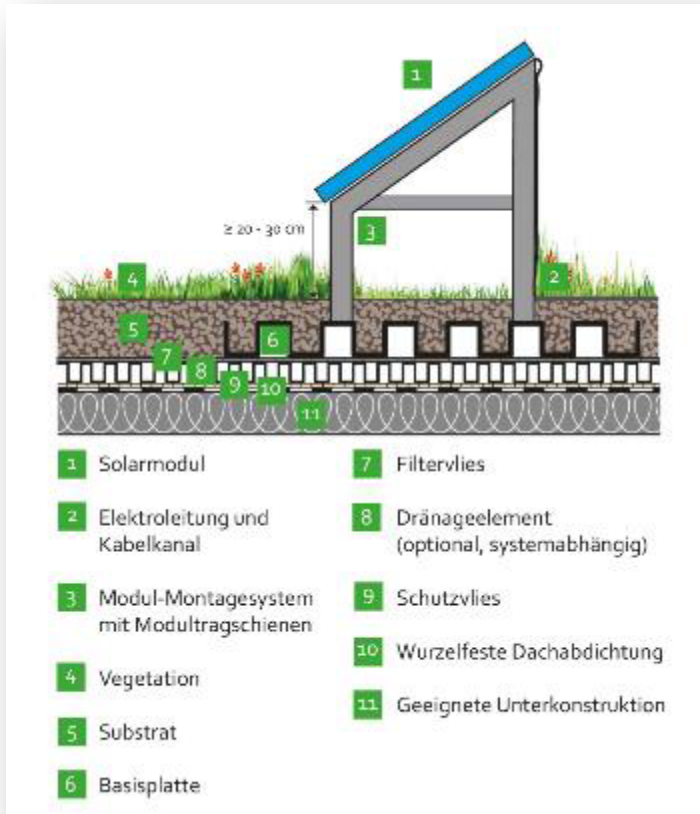 1
≥ 20 - 30 cm
3
4
2
5
6
7
8
9
10
11
1 Solarmodul
2 Elektroleitung und
Kabelkanal
3 Modul-Montagesystem
mit Modultragschienen
4 Vegetation
5 Substrat
6 Basisplatte
7 Filtervlies
8 Dränageelement
(optional, systemabhängig)
9 Schutzvlies
10 Wurzelfeste Dachabdichtung
11 Geeignete Unterkonstruktion